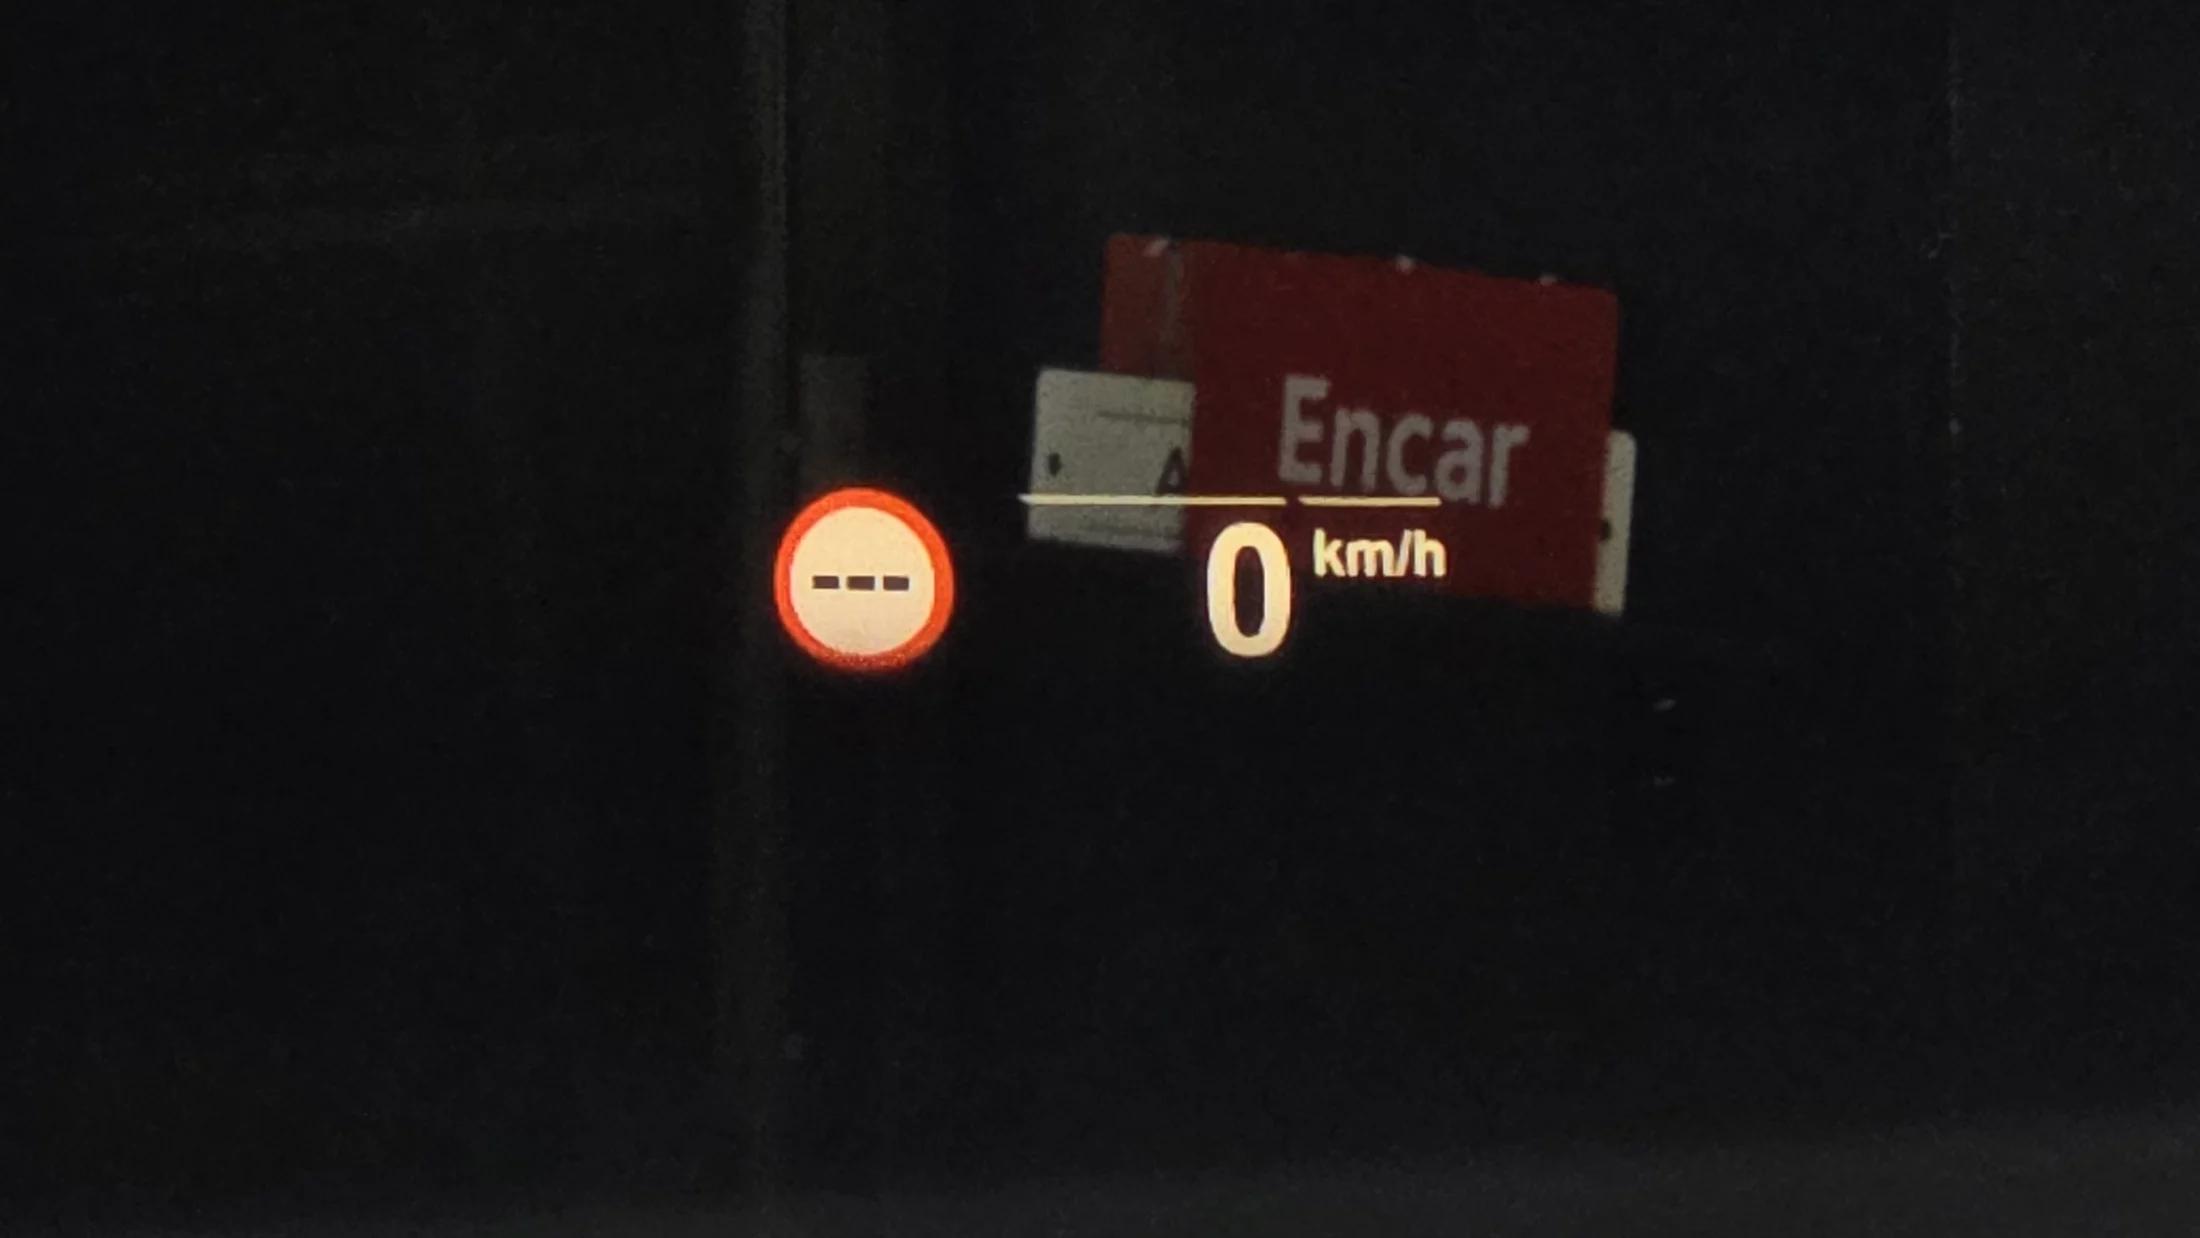 Encar
A
---
0 km/h